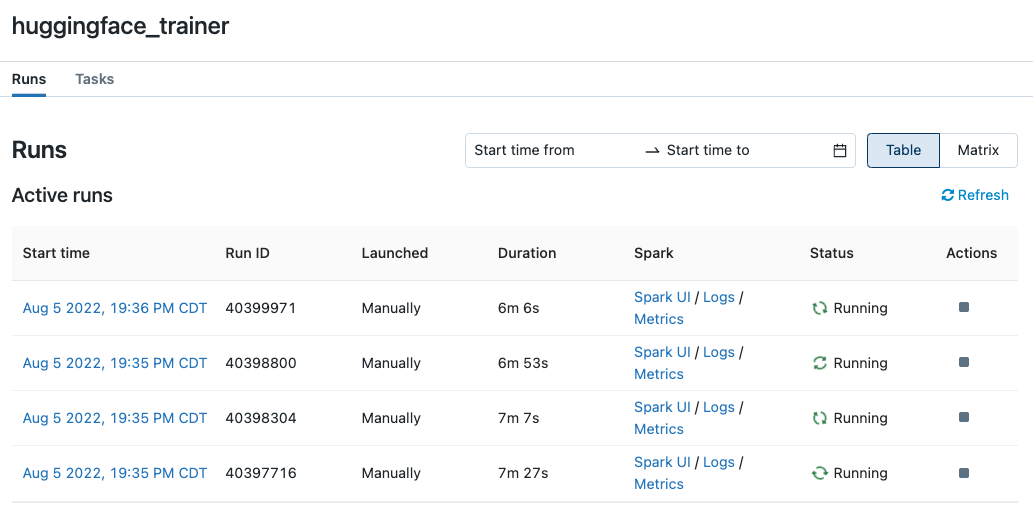 huggingface_trainer
Runs Tasks
Runs Start time from → Start time to Table Matrix
Active runs Refresh
Start time Run ID Launched Duration Spark Status Actions
Aug 5 2022, 19:36 PM CDT 40399971 Manually 6m 6s Spark UI / Logs / Running
Metrics
Aug 5 2022, 19:35 PM CDT 40398800 Manually 6m 53s Spark UI / Logs / Running
Metrics
Aug 5 2022, 19:35 PM CDT 40398304 Manually 7m 7s Spark UI / Logs / Running
Metrics
Aug 5 2022, 19:35 PM CDT 40397716 Manually 7m 27s Spark UI / Logs / Running
Metrics